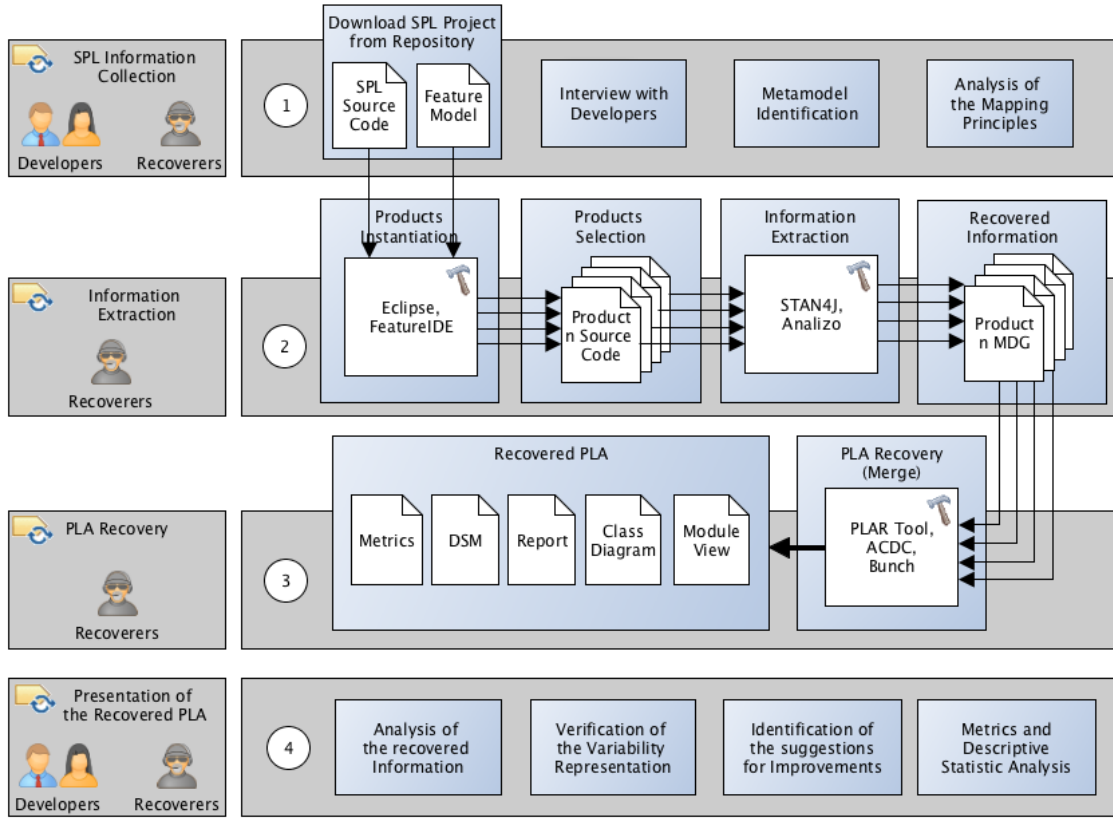 SPL Information
Collection
Developers
Recoverers
1
Download SPL Project
from Repository
SPL
Source
Code
Feature
Model
Interview with
Developers
Metamodel
Identification
Analysis of
the Mapping
Principles
Information
Extraction
Recoverers
2
Products
Instantiation
Eclipse,
FeatureIDE
Products
Selection
Product
n Source
Code
Information
Extraction
STAN4J,
Analizo
Recovered
Information
Product
n MDG
PLA Recovery
Recoverers
3
Recovered PLA
Metrics
DSM
Report
Class
Diagram
Module
View
PLA Recovery
(Merge)
PLAR Tool,
ACDC,
Bunch
Presentation of
the Recovered PLA
Developers
Recoverers
4
Analysis of
the recovered
Information
Verification of
the Variability
Representation
Identification of
the suggestions
for Improvements
Metrics and
Descriptive
Statistic Analysis